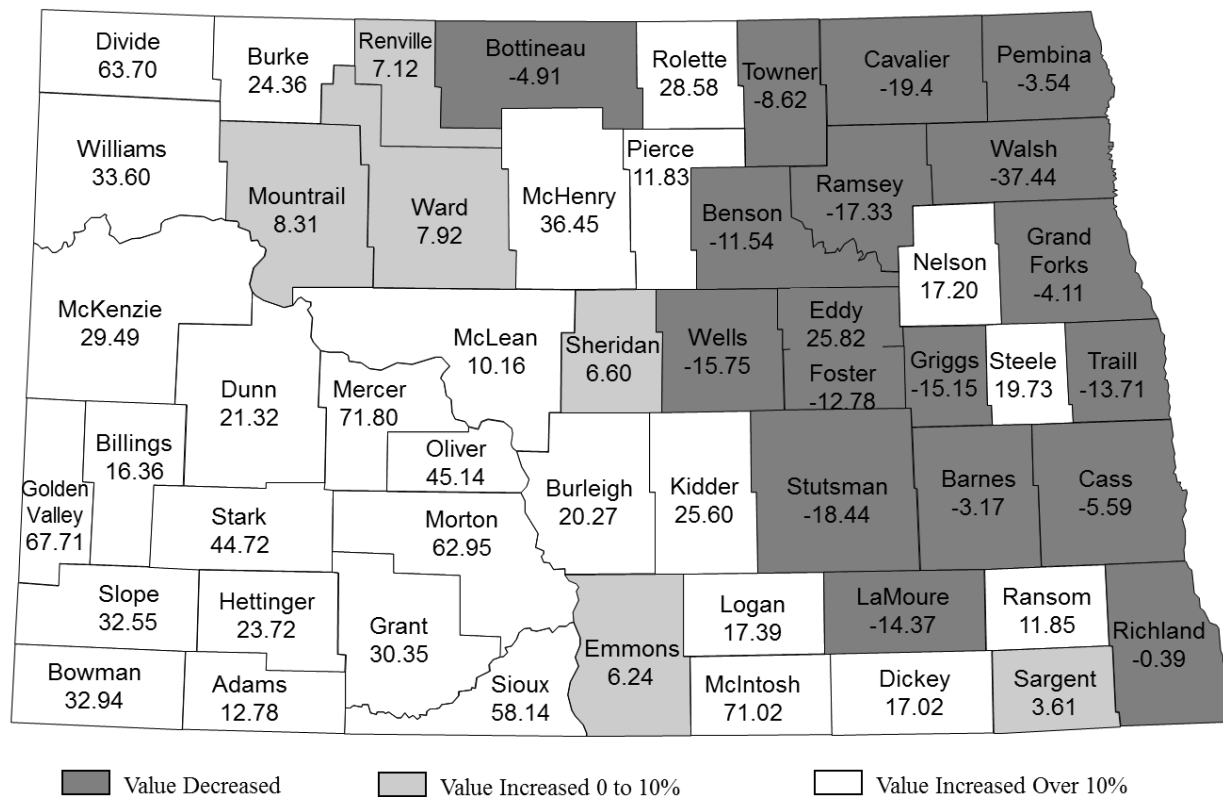 Divide
63.70
Burke
24.36
Renville
7.12
Bottineau
-4.91
Rolette
28.58
Towner
-8.62
Cavalier
-19.4
Pembina
-3.54
Williams
33.60
Mountrail
8.31
Ward
7.92
McHenry
36.45
Pierce
11.83
Benson
-11.54
Ramsey
-17.33
Walsh
-37.44
Nelson
17.20
Grand
Forks
-4.11
McKenzie
29.49
Dunn
21.32
Mercer
71.80
McLean
10.16
Sheridan
6.60
Wells
-15.75
Eddy
25.82
Foster
-12.78
Griggs
-15.15
Steele
19.73
Traill
-13.71
Golden
Valley
67.71
Billings
16.36
Stark
44.72
Oliver
45.14
Morton
62.95
Burleigh
20.27
Kidder
25.60
Stutsman
-18.44
Barnes
-3.17
Cass
-5.59
Slope
32.55
Hettinger
23.72
Grant
30.35
Emmons
6.24
Logan
17.39
LaMoure
-14.37
Ransom
11.85
Richland
-0.39
Bowman
32.94
Adams
12.78
Sioux
58.14
McIntosh
71.02
Dickey
17.02
Sargent
3.61
Value Decreased
Value Increased 0 to 10%
Value Increased Over 10%